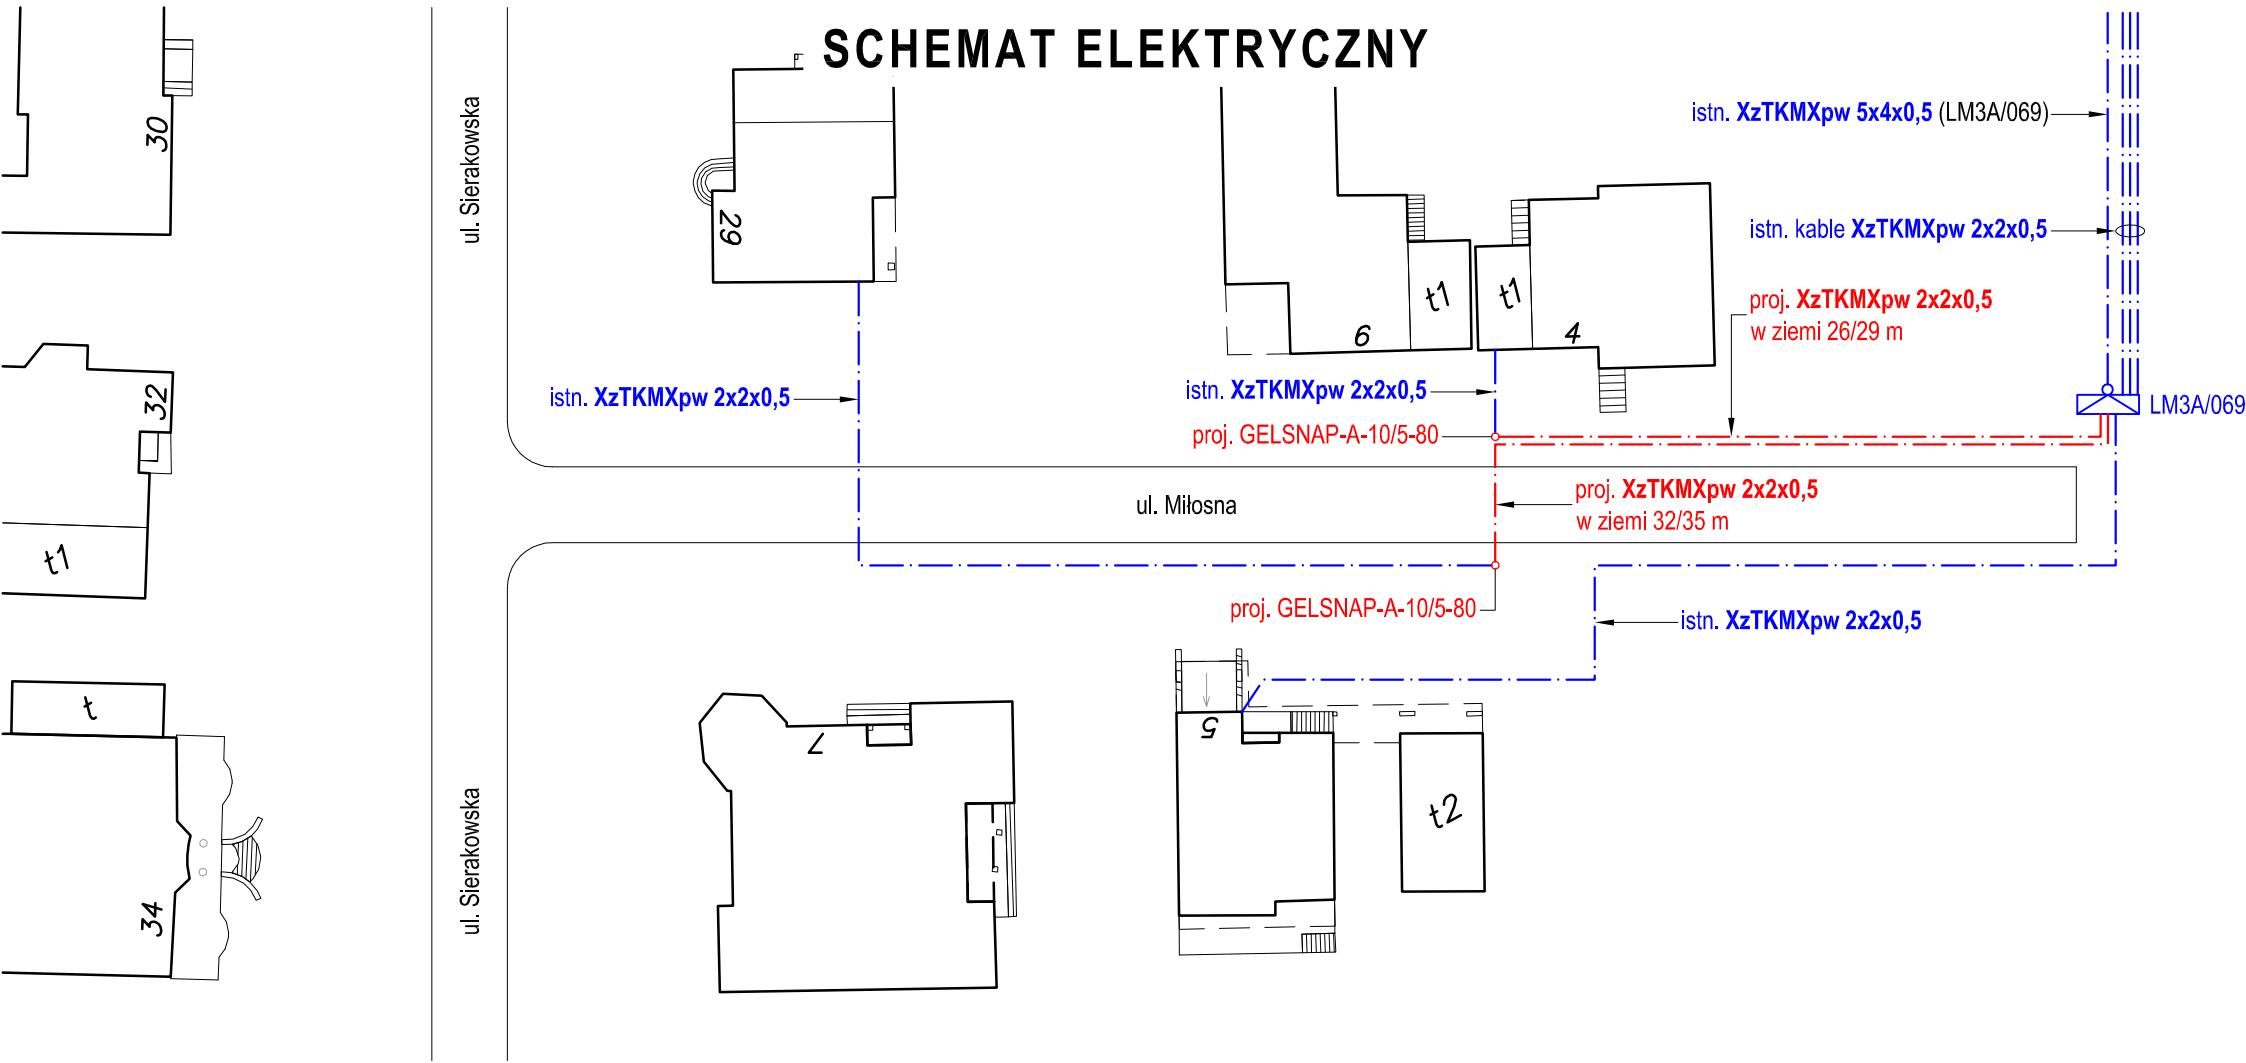 SCHEMAT ELEKTRYCZNY
30
ul. Sierakowska
29
istn. XzTKMXpw 5x4x0,5 (LM3A/069)
istn. kable XzTKMXpw 2x2x0,5
t1
t1
6
4
proj. XzTKMXpw 2x2x0,5
w ziemi 26/29 m
32
istn. XzTKMXpw 2x2x0,5
istn. XzTKMXpw 2x2x0,5
LM3A/069
proj. GELSNAP-A-10/5-80
ul. Miłosna
proj. XzTKMXpw 2x2x0,5
w ziemi 32/35 m
t1
proj. GELSNAP-A-10/5-80
istn. XzTKMXpw 2x2x0,5
t
7
5
t2
34
ul. Sierakowska